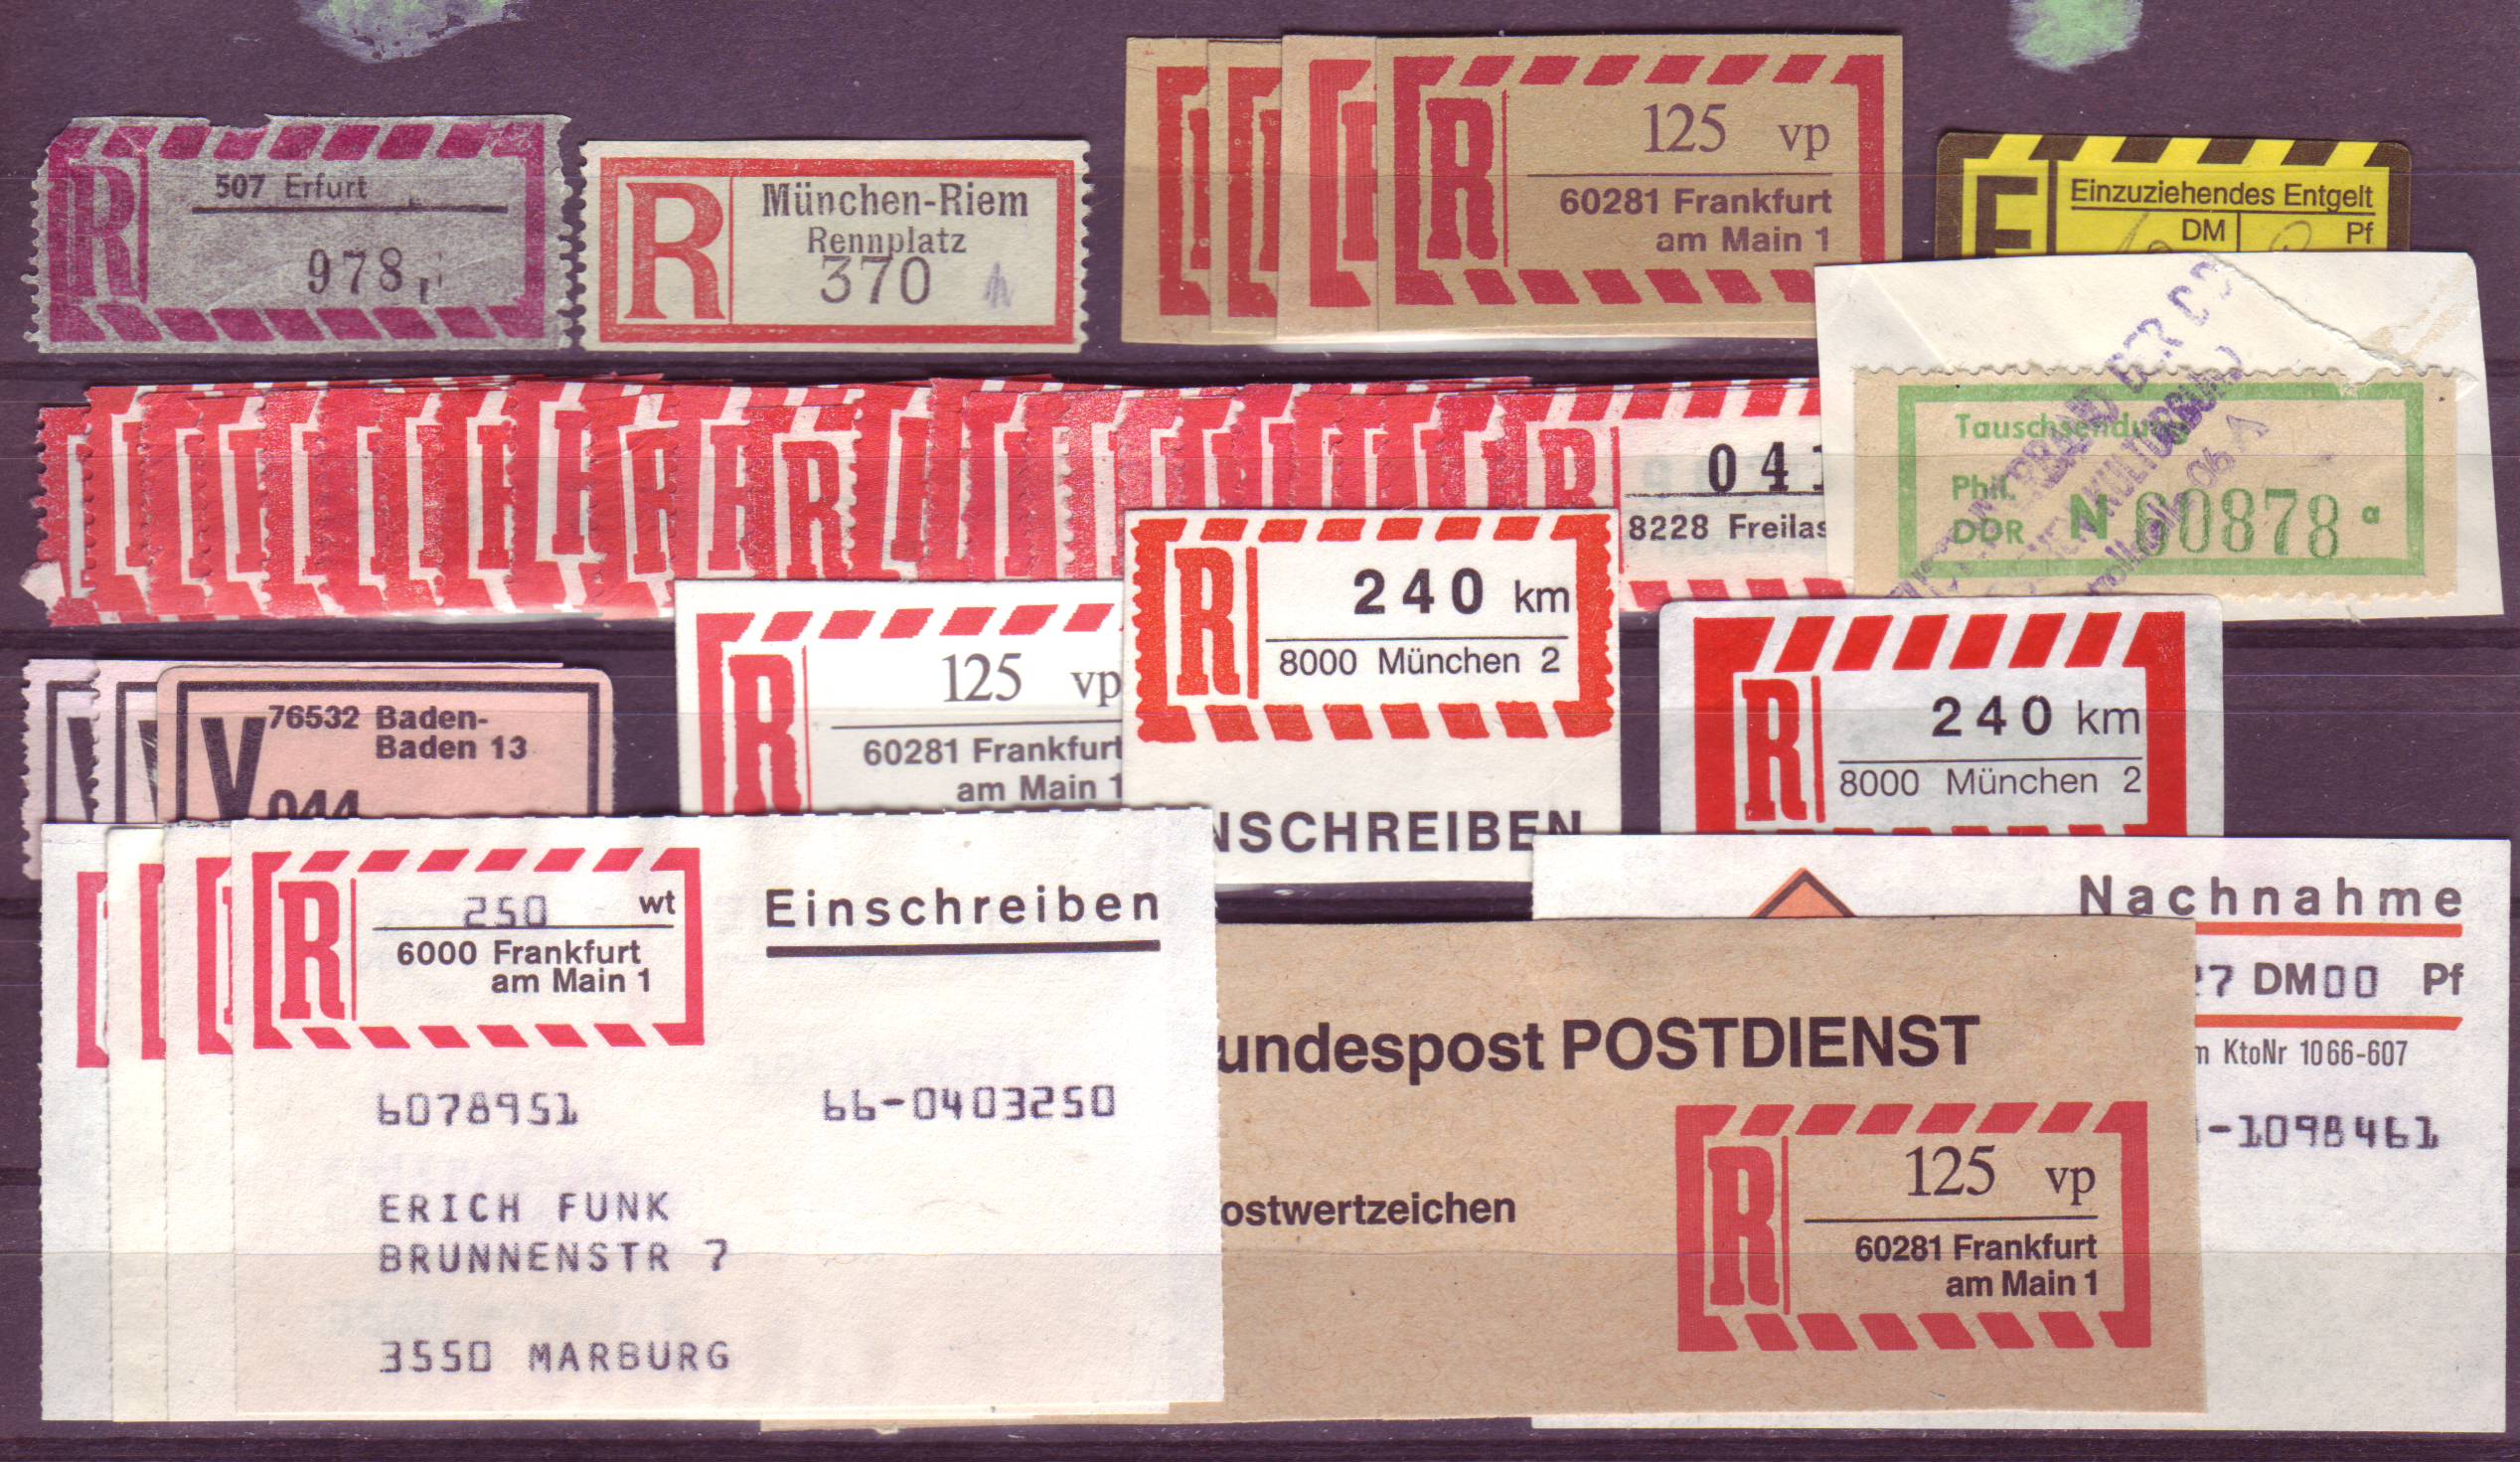 R
507 Erfurt
978
R
München-Riem
Rennplatz
370
R
125 vp
60281 Frankfurt
am Main 1
E
Einzuziehendes Entgelt
DM
Pf
R
R
041
8228 Freilas
Tauschsendung
Phil.
DDR N 00878 a
V
76532 Baden-
Baden 13
044
R
125 vp
60281 Frankfurt
am Main 1
R
240 km
8000 München 2
NSCHREIBEN
R
240 km
8000 München 2
R
250 wt
6000 Frankfurt
am Main 1
Einschreiben
6078951 66-0403250
ERICH FUNK
BRUNNENSTR 7
3550 MARBURG
undespost POSTDIENST
ostwertzeichen
R
125 vp
60281 Frankfurt
am Main 1
Nachnahme
27 DM00 Pf
m KtoNr 1066-607
-1098461